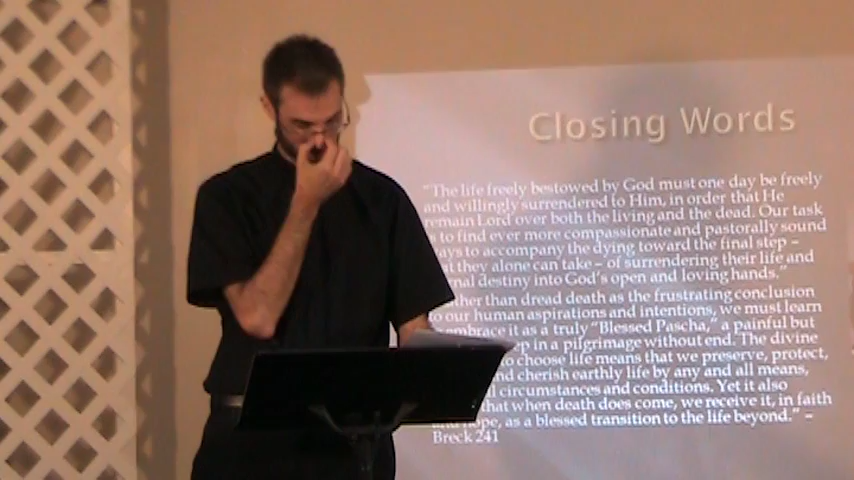 Closing Words
"The life freely bestowed by God must one day be freely
and willingly surrendered to Him, in order that He
remain Lord over both the living and the dead. Our task
to find ever more compassionate and pastorally sound
ways to accompany the dying toward the final step –
that they alone can take – of surrendering their life and
God's open and loving hands."
than dread death as the frustrating conclusion
to our human aspirations and intentions, we must learn
embrace it as a truly "Blessed Pascha," a painful but
in a pilgrimage without end. The divine
to choose life means that we preserve, protect,
and cherish earthly life by any and all means,
circumstances and conditions. Yet it also
that when death does come, we receive it, in faith
and hope, as a blessed transition to the life beyond." –
Breck 241